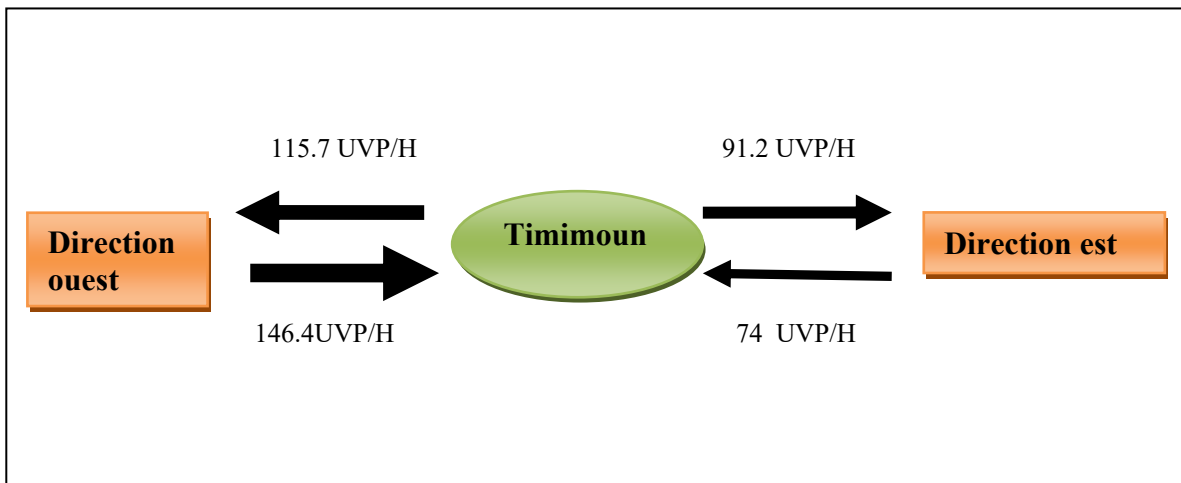 115.7 UVP/H
91.2 UVP/H
Direction
ouest
Timimoun
Direction est
146.4UVP/H
74 UVP/H